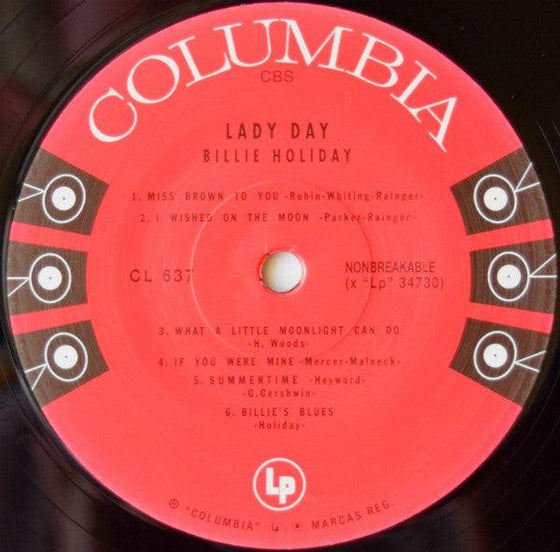 COLUMBIA
CBS
LADY DAY
BILLIE HOLIDAY
1. MISS BROWN TO YOU -Robin-Whiting-Rainger-
2. I WISHED ON THE MOON -Parker-Rainger
CL 637
NONBREAKABLE
(x "Lp" 34730)
3. WHAT A LITTLE MOONLIGHT CAN DO
-H. Woods-
4. IF YOU WERE MINE -Mercer-Malneck-
5. SUMMERTIME -Heyward-
-G.Gershwin-
6. BILLIE'S BLUES
-Holiday-
Lp
© "COLUMBIA" Lp. • MARCAS REG.